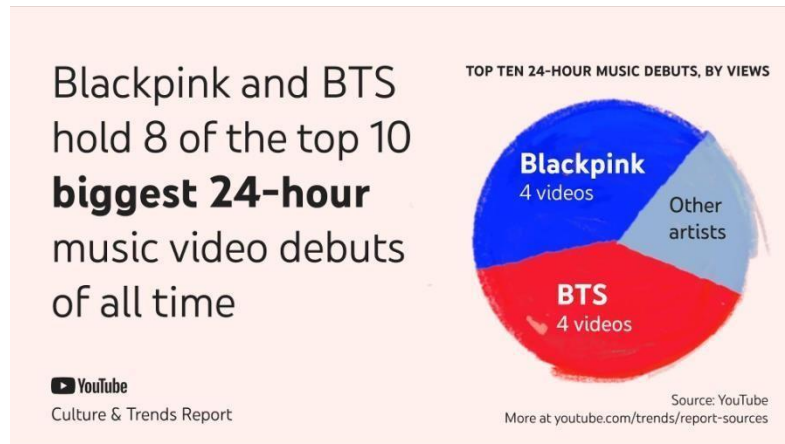 Blackpink and BTS
hold 8 of the top 10
biggest 24-hour
music video debuts
of all time
YouTube
Culture & Trends Report
TOP TEN 24-HOUR MUSIC DEBUTS, BY VIEWS
Blackpink
4 videos
Other
artists
BTS
4 videos
Source: YouTube
More at youtube.com/trends/report-sources